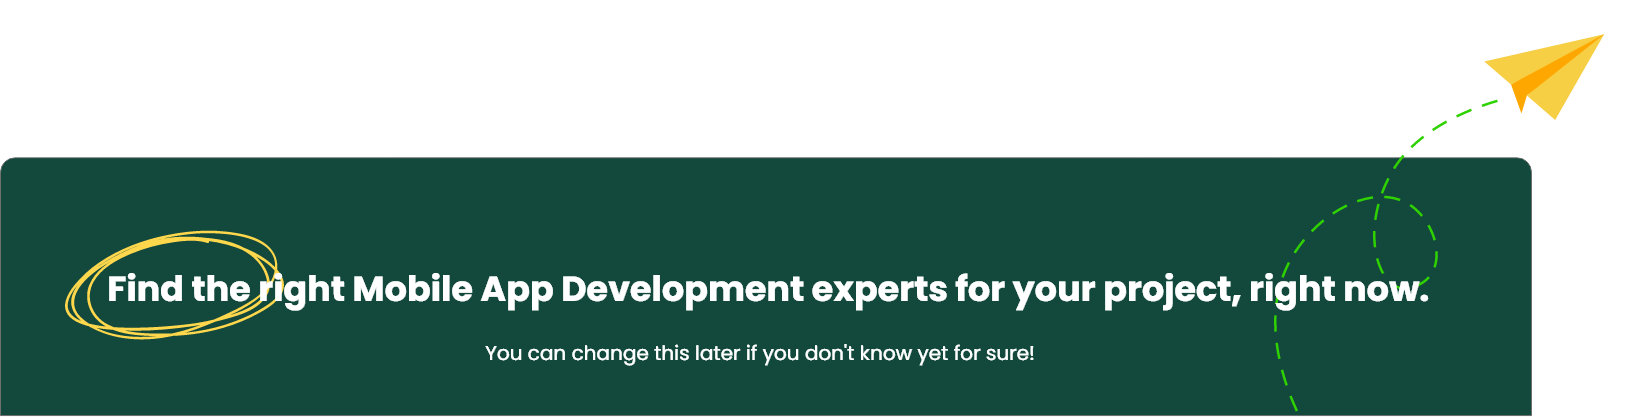 Find the right Mobile App Development experts for your project, right now.
You can change this later if you don't know yet for sure!